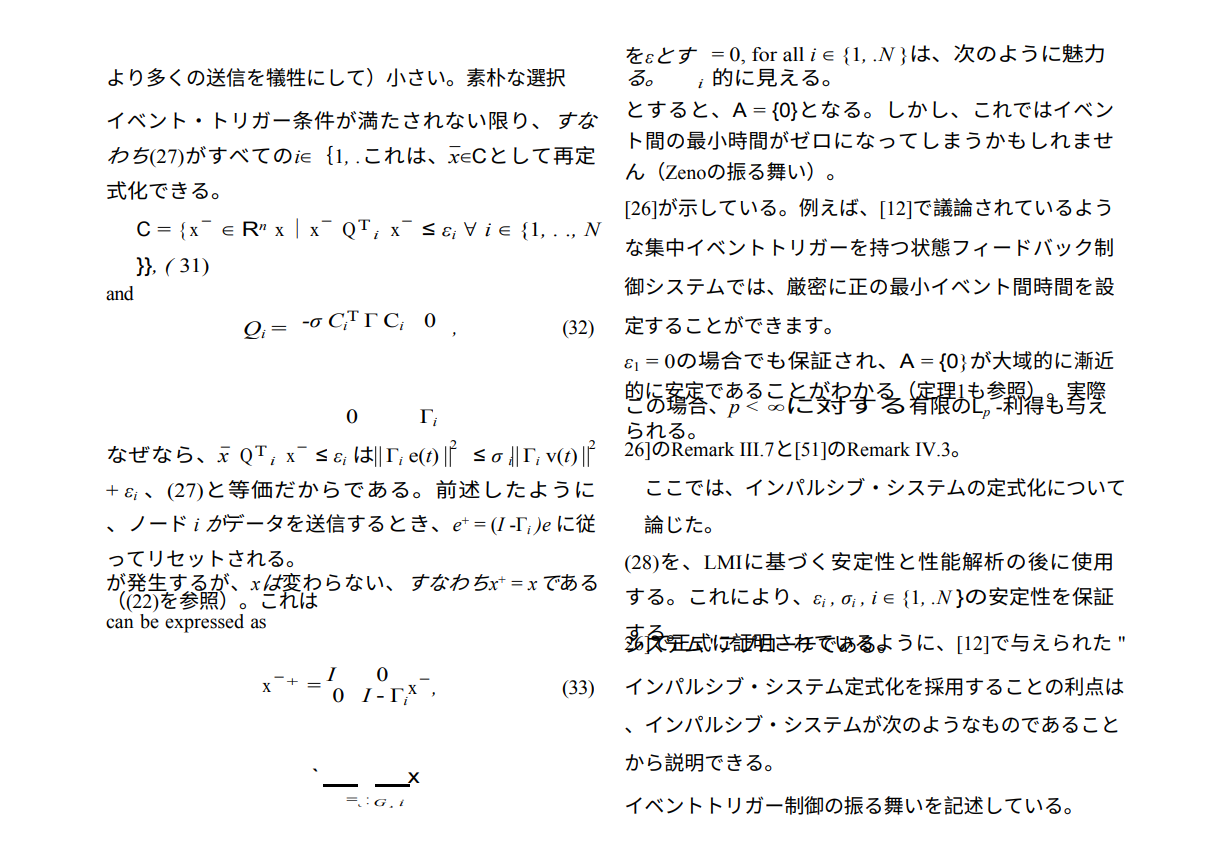 より多くの送信を犠牲にして）小さい。素朴な選択
イベント・トリガー条件が満たされない限り、すな
わち(27)がすべてのi∈｛1, .これは、x̄∈Cとして再定
式化できる。
C = {x¯ ∈ Rⁿ x | x¯ Qᵀᵢ x¯ ≤ εᵢ ∀ i ∈ {1, . ., N
}}, ( 31)
and
Qᵢ = -σ Cᵢᵀ Γ Cᵢ 0 , (32)
0 Γᵢ
なぜなら、x̄ Qᵀᵢ x¯ ≤ εᵢ は|| Γᵢ e(t) ||² ≤ σ ᵢ|| Γᵢ v(t) ||²
+ εᵢ 、(27)と等価だからである。前述したように
、ノード i がデータを送信するとき、e⁺ = (I -Γᵢ )e に従
ってリセットされる。
が発生するが、xは変わらない、すなわちx⁺ = x である
（(22)を参照）。これは
can be expressed as
x¯⁺ = I 0
0 I - Γᵢ x¯, (33)
` x
=: G , i
をεとす = 0, for all i ∈ {1, .N }は、次のように魅力
る。 i 的に見える。
とすると、A = {0}となる。しかし、これではイベン
ト間の最小時間がゼロになってしまうかもしれませ
ん（Zenoの振る舞い）。
[26]が示している。例えば、[12]で議論されているよう
な集中イベントトリガーを持つ状態フィードバック制
御システムでは、厳密に正の最小イベント間時間を設
定することができます。
ε₁ = 0の場合でも保証され、A = {0}が大域的に漸近
的に安定であることがわかる（定理1も参照）。実際
この場合、p < ∞に対する有限のLₚ -利得も与え
られる。
26]のRemark III.7と[51]のRemark IV.3。
ここでは、インパルシブ・システムの定式化について
論じた。
(28)を、LMIに基づく安定性と性能解析の後に使用
する。これにより、εᵢ , σᵢ , i ∈ {1, .N }の安定性を保証
する。
26]で正式に証明されているように、[12]で与えられた "
インパルシブ・システム定式化を採用することの利点は
、インパルシブ・システムが次のようなものであること
から説明できる。
イベントトリガー制御の振る舞いを記述している。